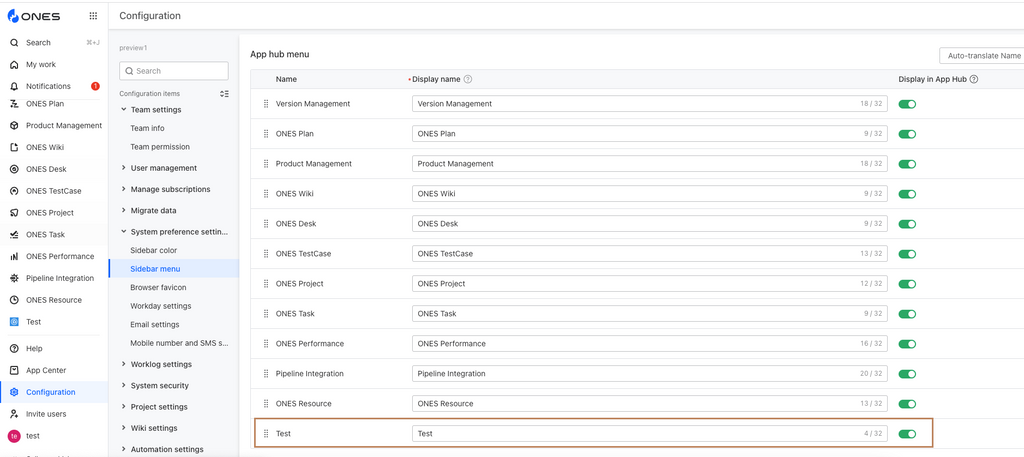 ONES
Search ⌘+J
My work
Notifications 1
ONES Plan
Product Management
ONES Wiki
ONES Desk
ONES TestCase
ONES Project
ONES Task
ONES Performance
Pipeline Integration
ONES Resource
Test
Help
App Center
Configuration
Invite users
te test
Configuration
preview1
Search
Configuration items
Team settings
Team info
Team permission
User management
Manage subscriptions
Migrate data
System preference settin...
Sidebar color
Sidebar menu
Browser favicon
Workday settings
Email settings
Mobile number and SMS s...
Worklog settings
System security
Project settings
Wiki settings
Automation settings
App hub menu
Auto-translate Name
Name *Display name ? Display in App Hub ?
Version Management Version Management 18 / 32
ONES Plan ONES Plan 9 / 32
Product Management Product Management 18 / 32
ONES Wiki ONES Wiki 9 / 32
ONES Desk ONES Desk 9 / 32
ONES TestCase ONES TestCase 13 / 32
ONES Project ONES Project 12 / 32
ONES Task ONES Task 9 / 32
ONES Performance ONES Performance 16 / 32
Pipeline Integration Pipeline Integration 20 / 32
ONES Resource ONES Resource 13 / 32
Test Test 4 / 32